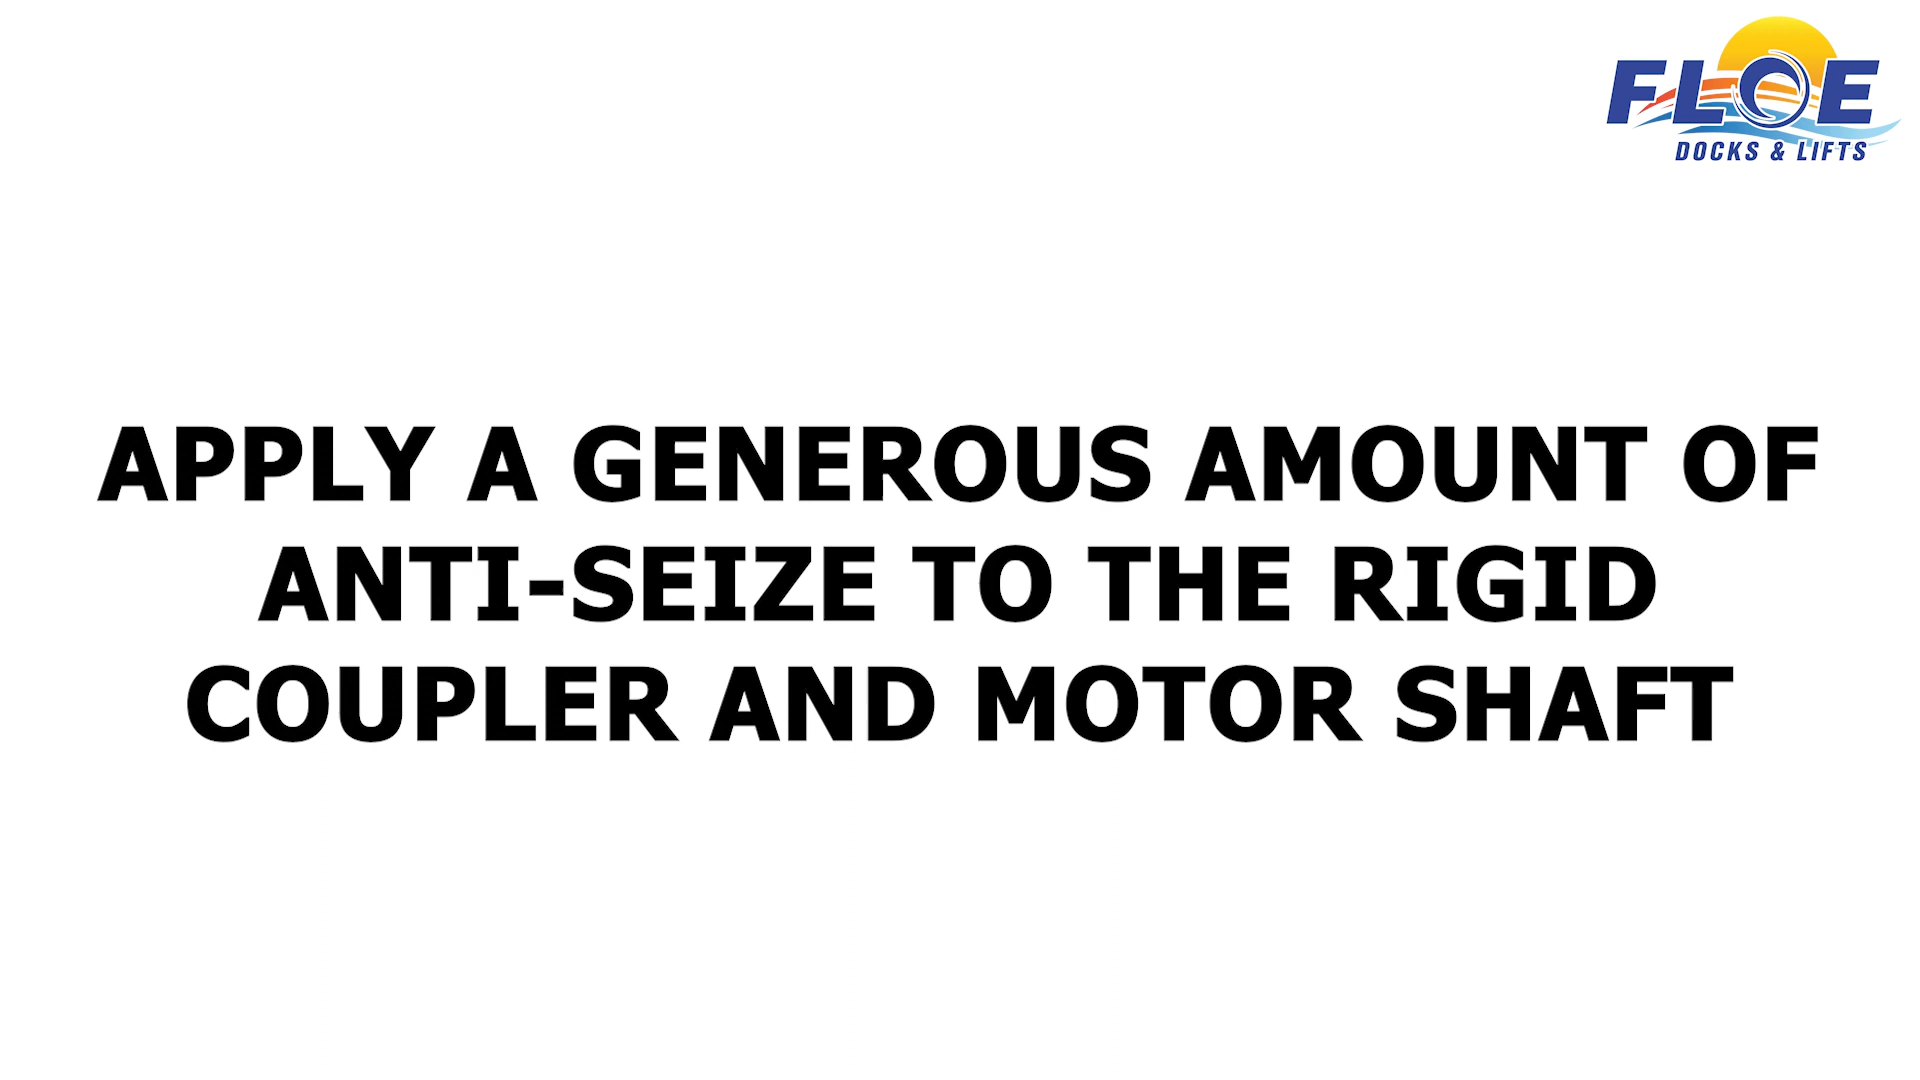 FLOE
DOCKS & LIFTS
APPLY A GENEROUS AMOUNT OF
ANTI-SEIZE TO THE RIGID
COUPLER AND MOTOR SHAFT